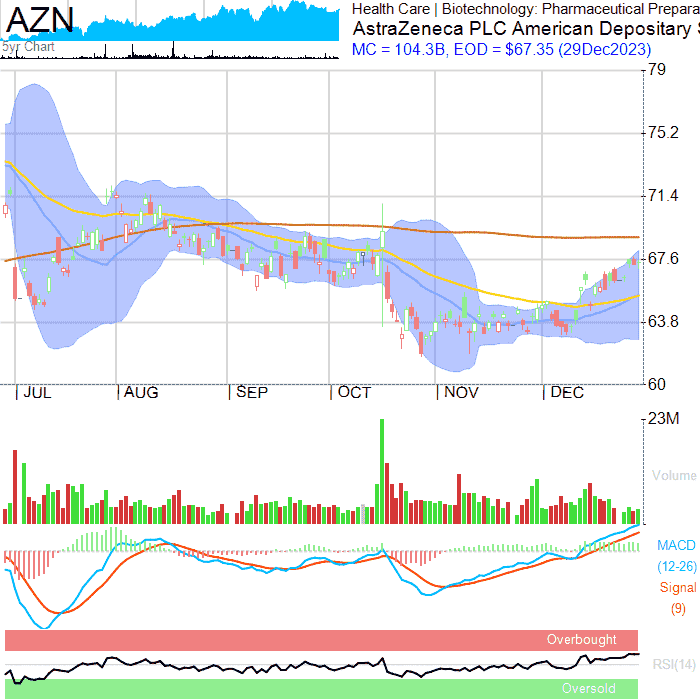 AZN
5yr Chart
Health Care | Biotechnology: Pharmaceutical Prepara
AstraZeneca PLC American Depositary S
MC = 104.3B, EOD = $67.35 (29Dec2023)
79
75.2
71.4
67.6
63.8
60
JUL AUG SEP OCT NOV DEC
23M
Volume
MACD
(12-26)
Signal
(9)
Overbought
RSI(14)
Oversold